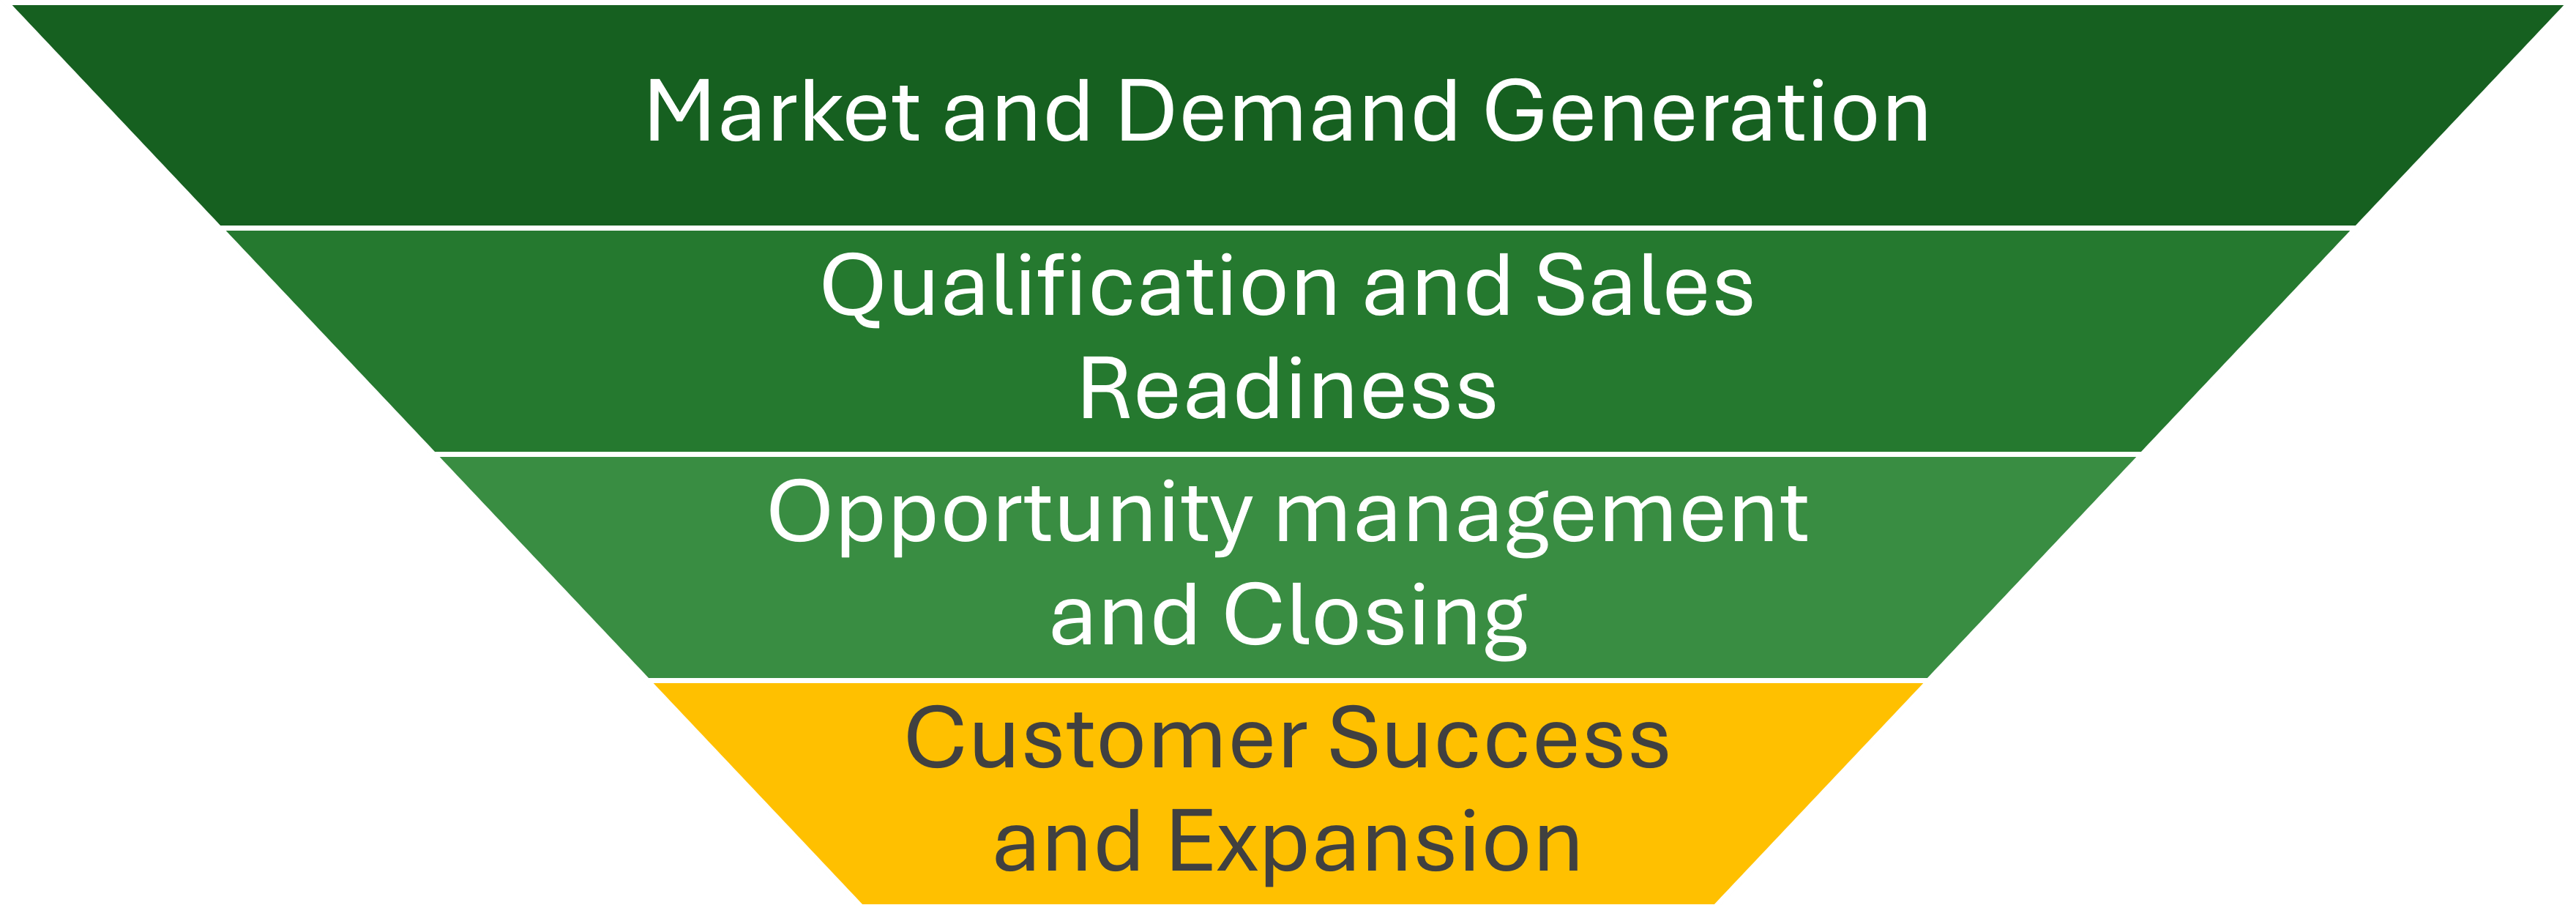 Market and Demand Generation
Qualification and Sales
Readiness
Opportunity management
and Closing
Customer Success
and Expansion